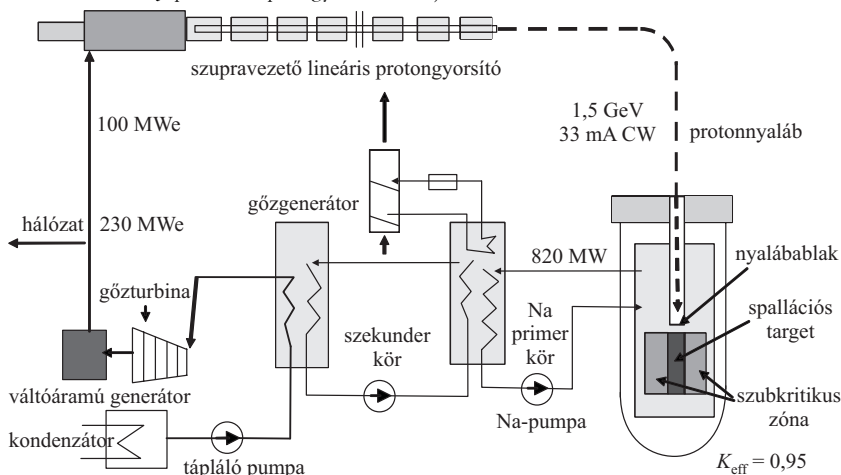 szupravezető lineáris protongyorsító
100 MWe
1,5 GeV
33 mA CW
protonnyaláb
gőzgenerátor
hálózat
230 MWe
820 MW
nyalábablak
gőzturbina
spallációs
target
Na
primer
kör
szekunder
kör
váltóáramú generátor
Na-pumpa
szubkritikus
zóna
kondenzátor
tápláló pumpa
K_eff = 0,95